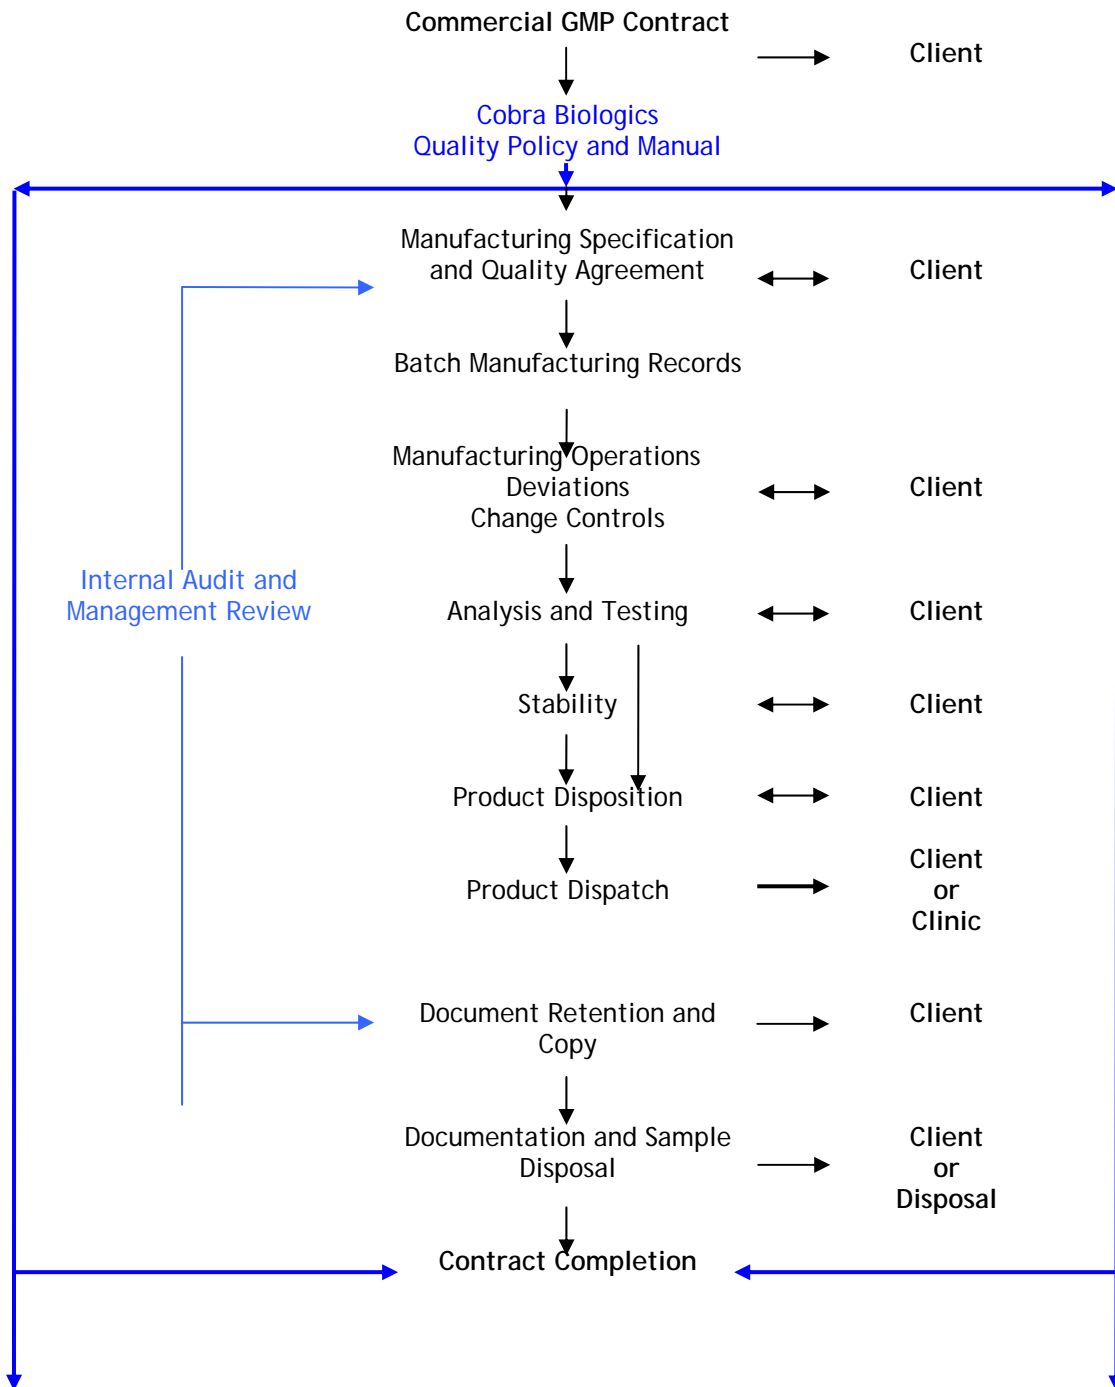 Commercial GMP Contract
Client
Cobra Biologics
Quality Policy and Manual
Manufacturing Specification
and Quality Agreement
Client
Batch Manufacturing Records
Manufacturing Operations
Deviations
Change Controls
Client
Internal Audit and
Management Review
Analysis and Testing
Client
Stability
Client
Product Disposition
Client
Product Dispatch
Client
or
Clinic
Document Retention and
Copy
Client
Documentation and Sample
Disposal
Client
or
Disposal
Contract Completion